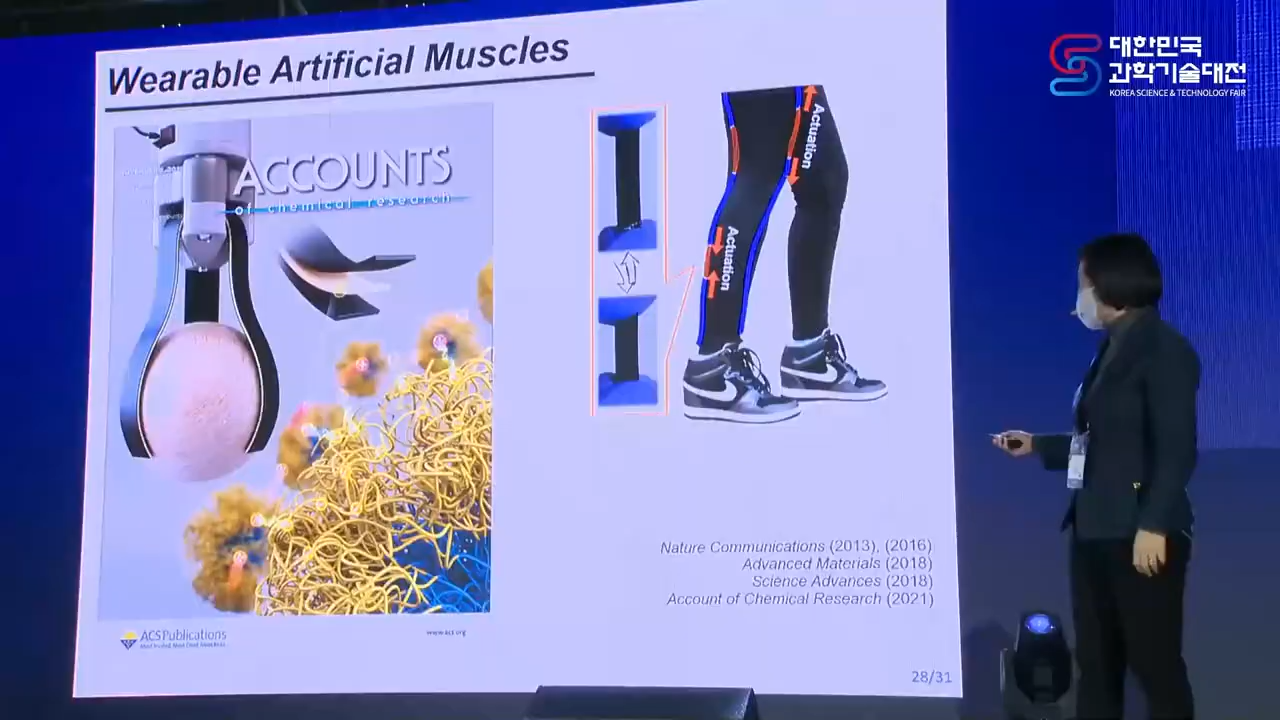 Wearable Artificial Muscles
대한민국
과학기술대전
KOREA SCIENCE & TECHNOLOGY FAIR
ACCOUNTS
of chemical research
Actuation
Actuation
Nature Communications (2013), (2016)
Advanced Materials (2018)
Science Advances (2018)
Account of Chemical Research (2021)
ACS Publications
www.acs.org
28/31